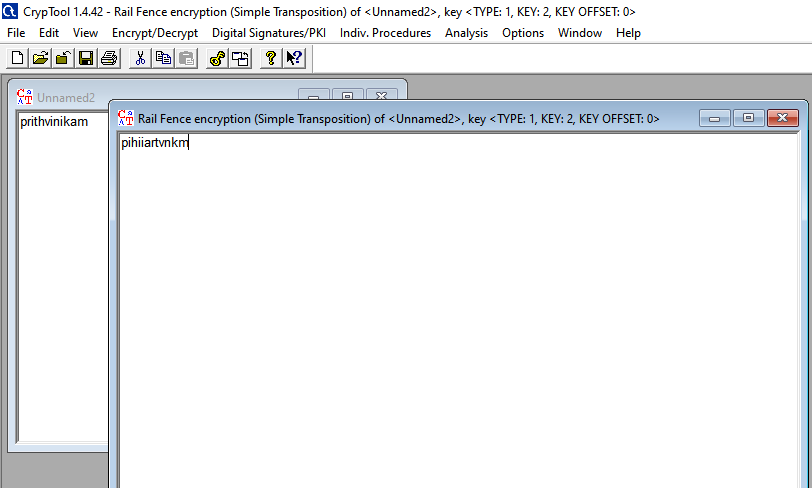 CrypTool 1.4.42 - Rail Fence encryption (Simple Transposition) of <Unnamed2>, key <TYPE: 1, KEY: 2, KEY OFFSET: 0>
File Edit View Encrypt/Decrypt Digital Signatures/PKI Indiv. Procedures Analysis Options Window Help
Unnamed2
prithvinikam
Rail Fence encryption (Simple Transposition) of <Unnamed2>, key <TYPE: 1, KEY: 2, KEY OFFSET: 0>
pihiiartvnkm